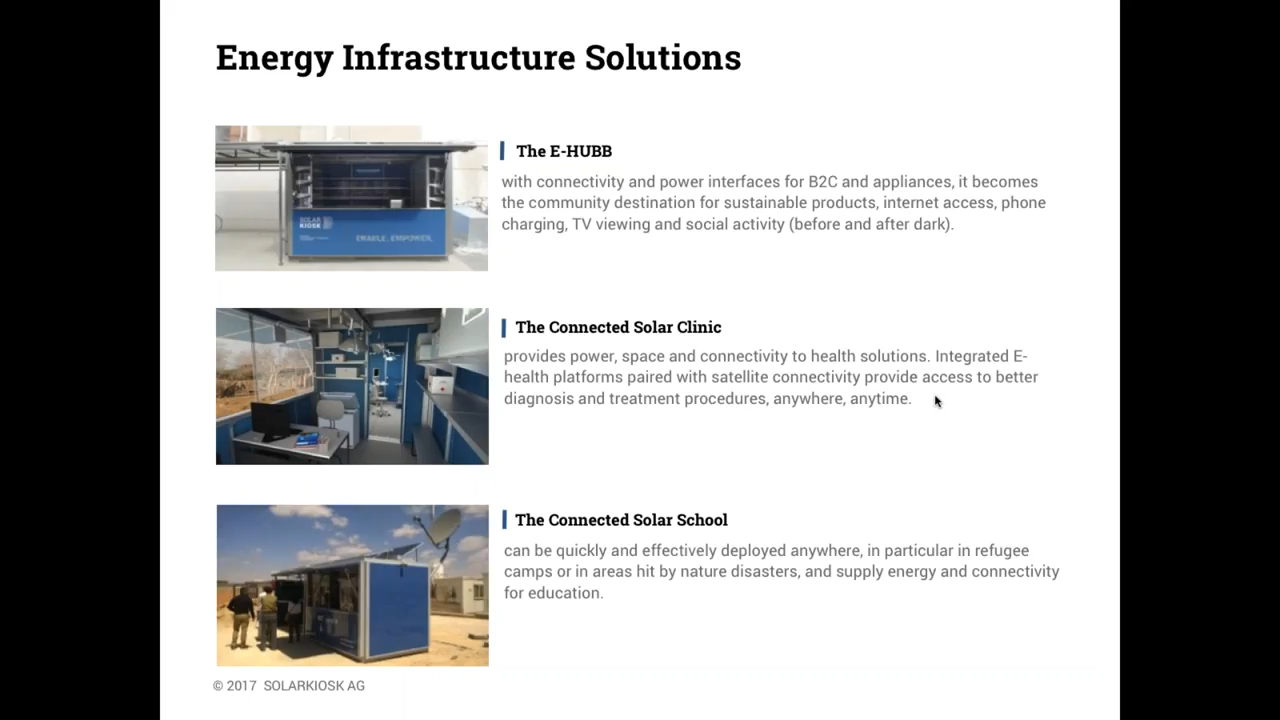 Energy Infrastructure Solutions
The E-HUBB
with connectivity and power interfaces for B2C and appliances, it becomes
the community destination for sustainable products, internet access, phone
charging, TV viewing and social activity (before and after dark).
SOLAR
KIOSK
ENABLE. EMPOWER.
The Connected Solar Clinic
provides power, space and connectivity to health solutions. Integrated E-
health platforms paired with satellite connectivity provide access to better
diagnosis and treatment procedures, anywhere, anytime.
The Connected Solar School
can be quickly and effectively deployed anywhere, in particular in refugee
camps or in areas hit by nature disasters, and supply energy and connectivity
for education.
© 2017 SOLARKIOSK AG